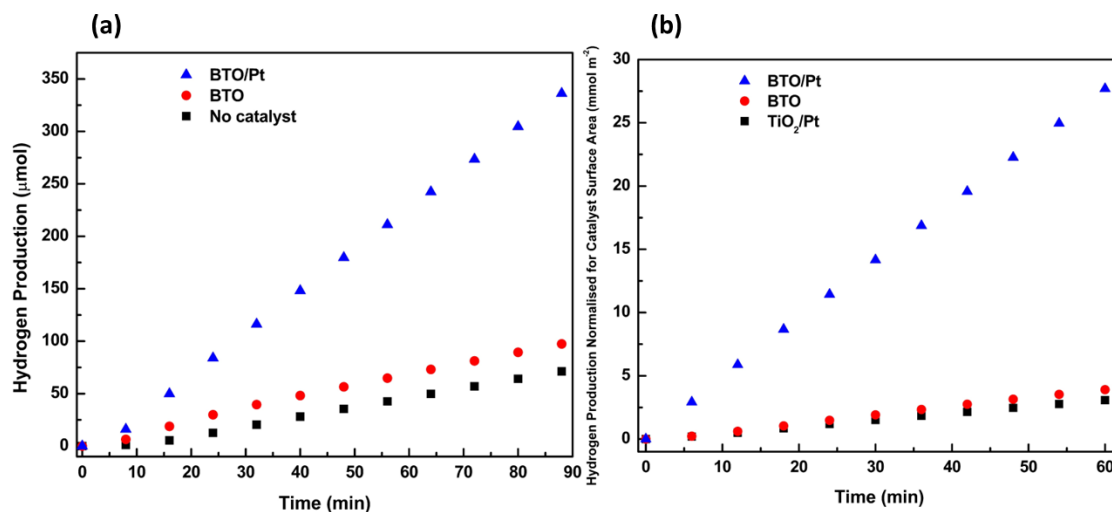 (a)
BTO/Pt
BTO
No catalyst
Hydrogen Production (μmol)
350
300
250
200
150
100
50
0
0 10 20 30 40 50 60 70 80 90
Time (min)
(b)
BTO/Pt
BTO
TiO₂/Pt
Hydrogen Production Normalised for Catalyst Surface Area (mmol m⁻²)
30
25
20
15
10
5
0
0 10 20 30 40 50 60
Time (min)